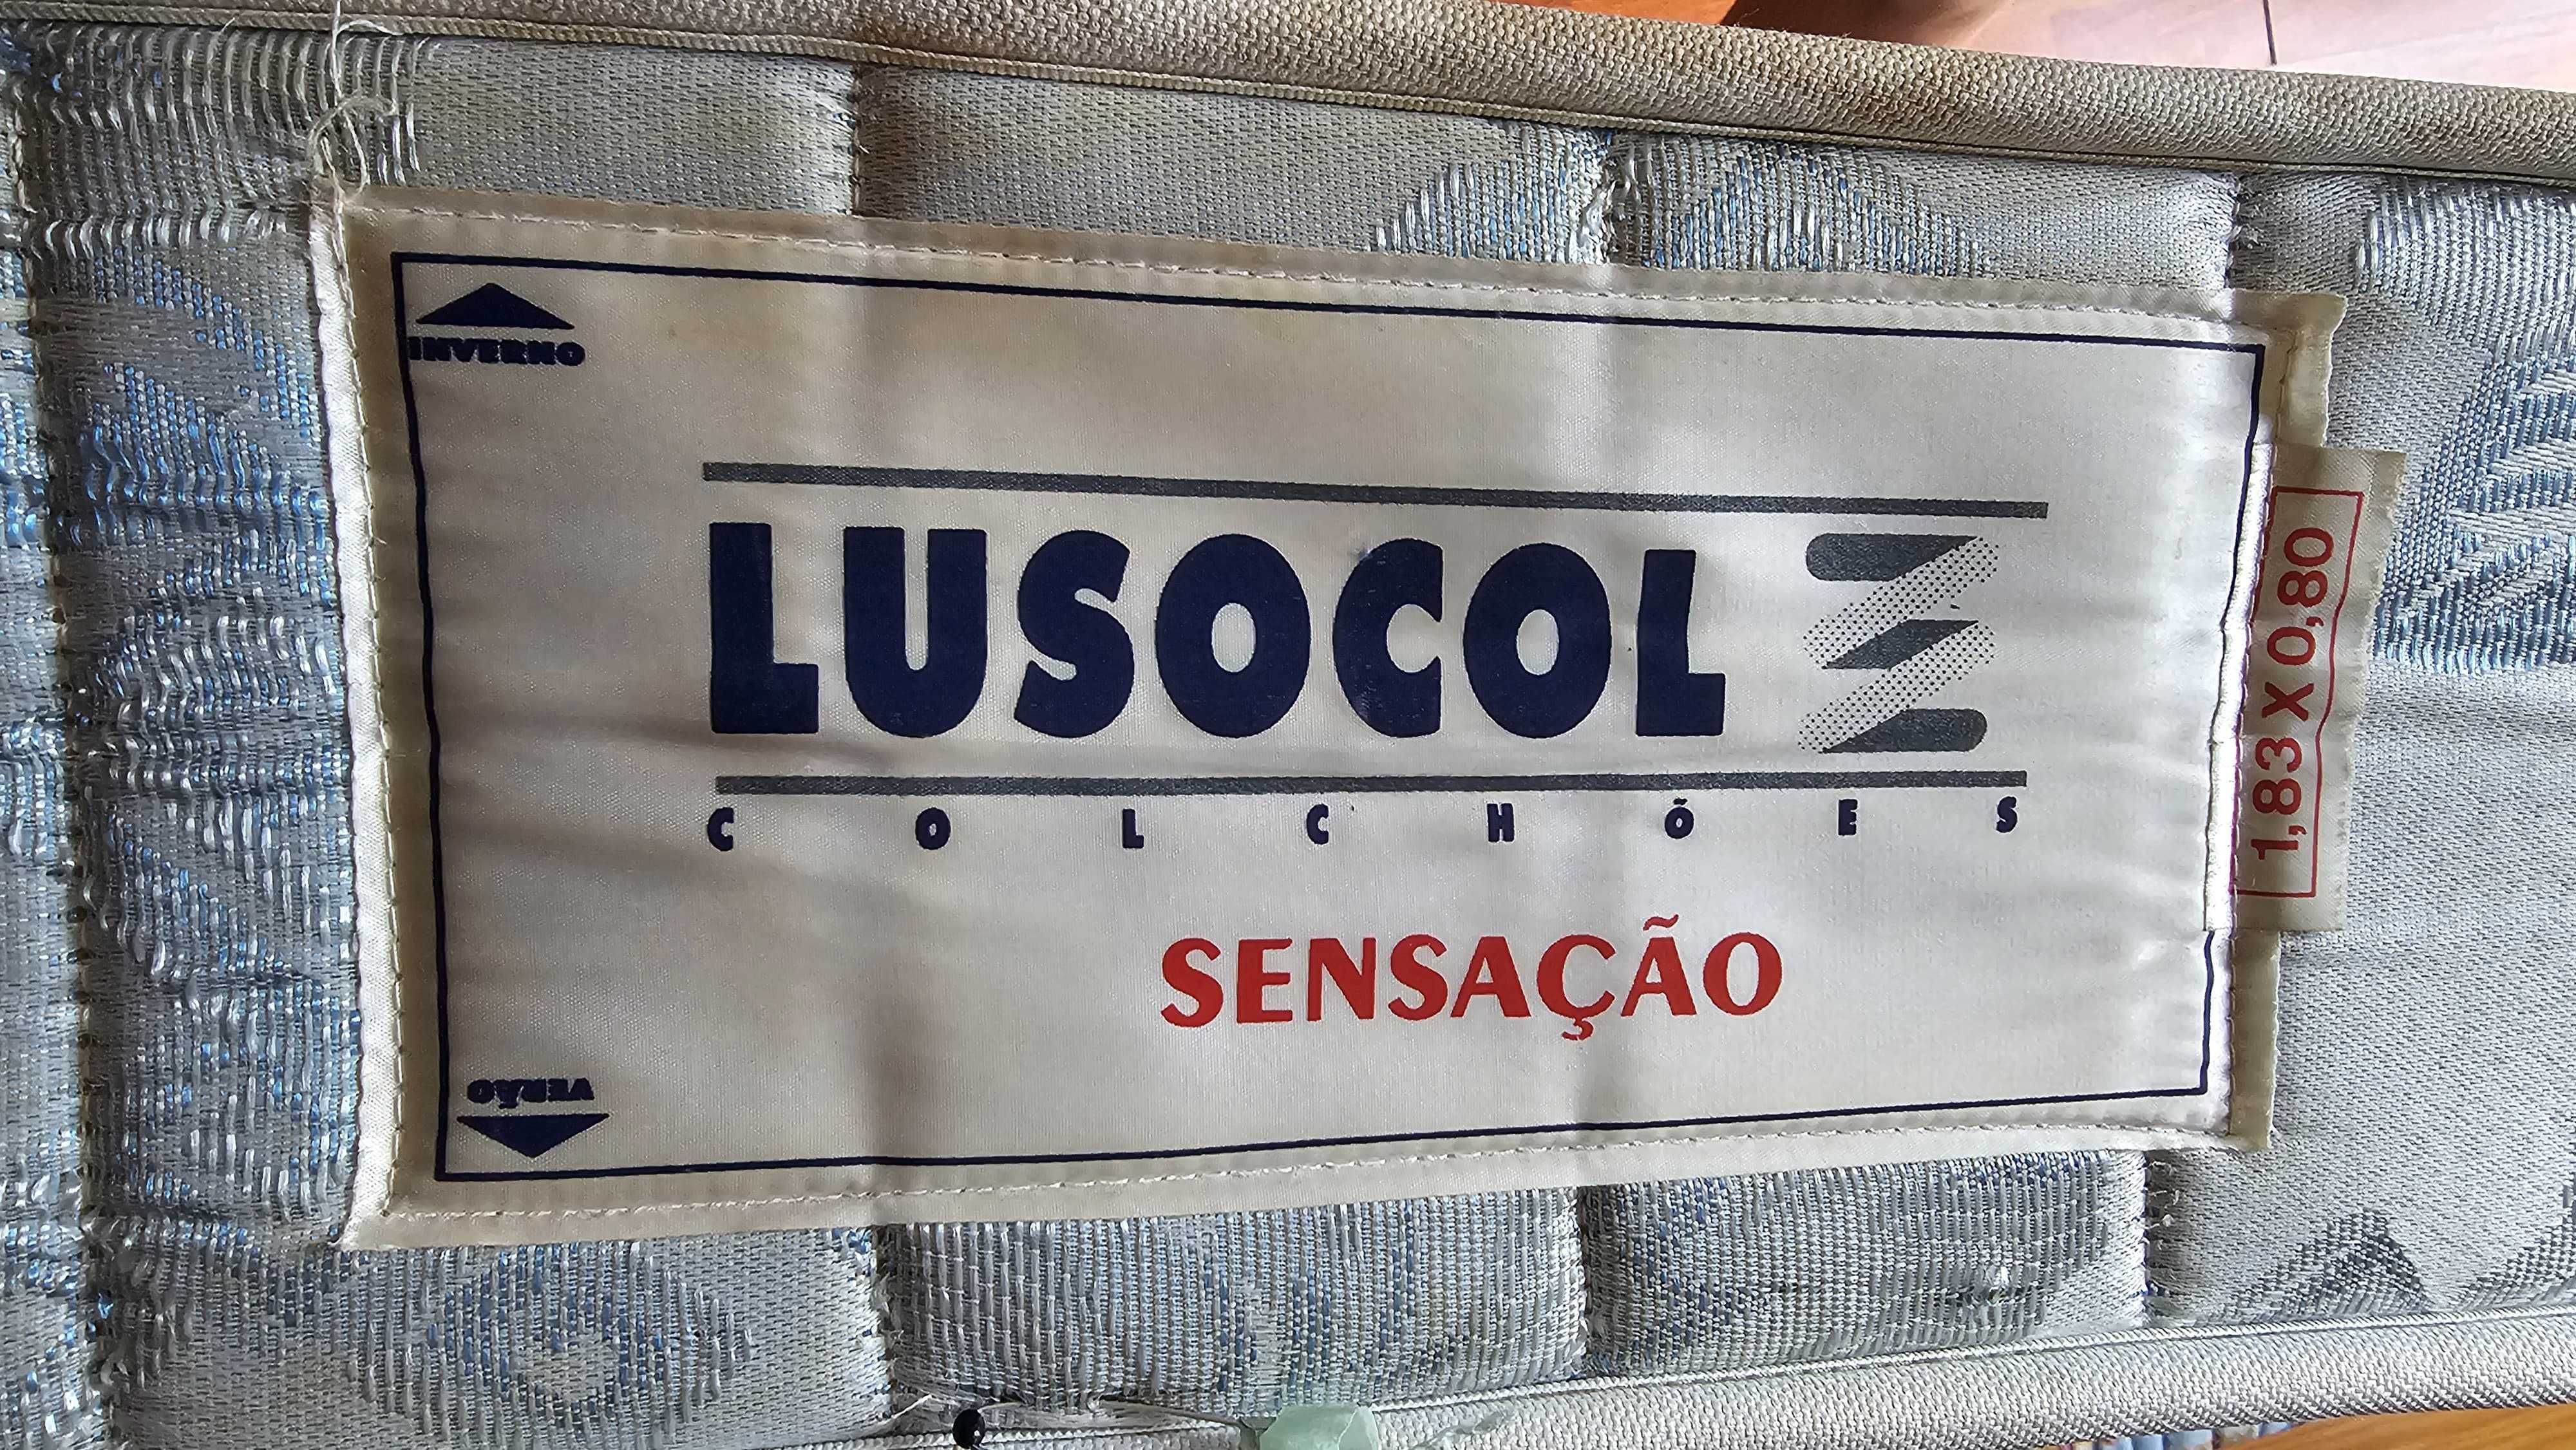 INVERNO
LUSOCOL
COLCHÕES
SENSAÇÃO
VERÃO
1,83 X 0,80